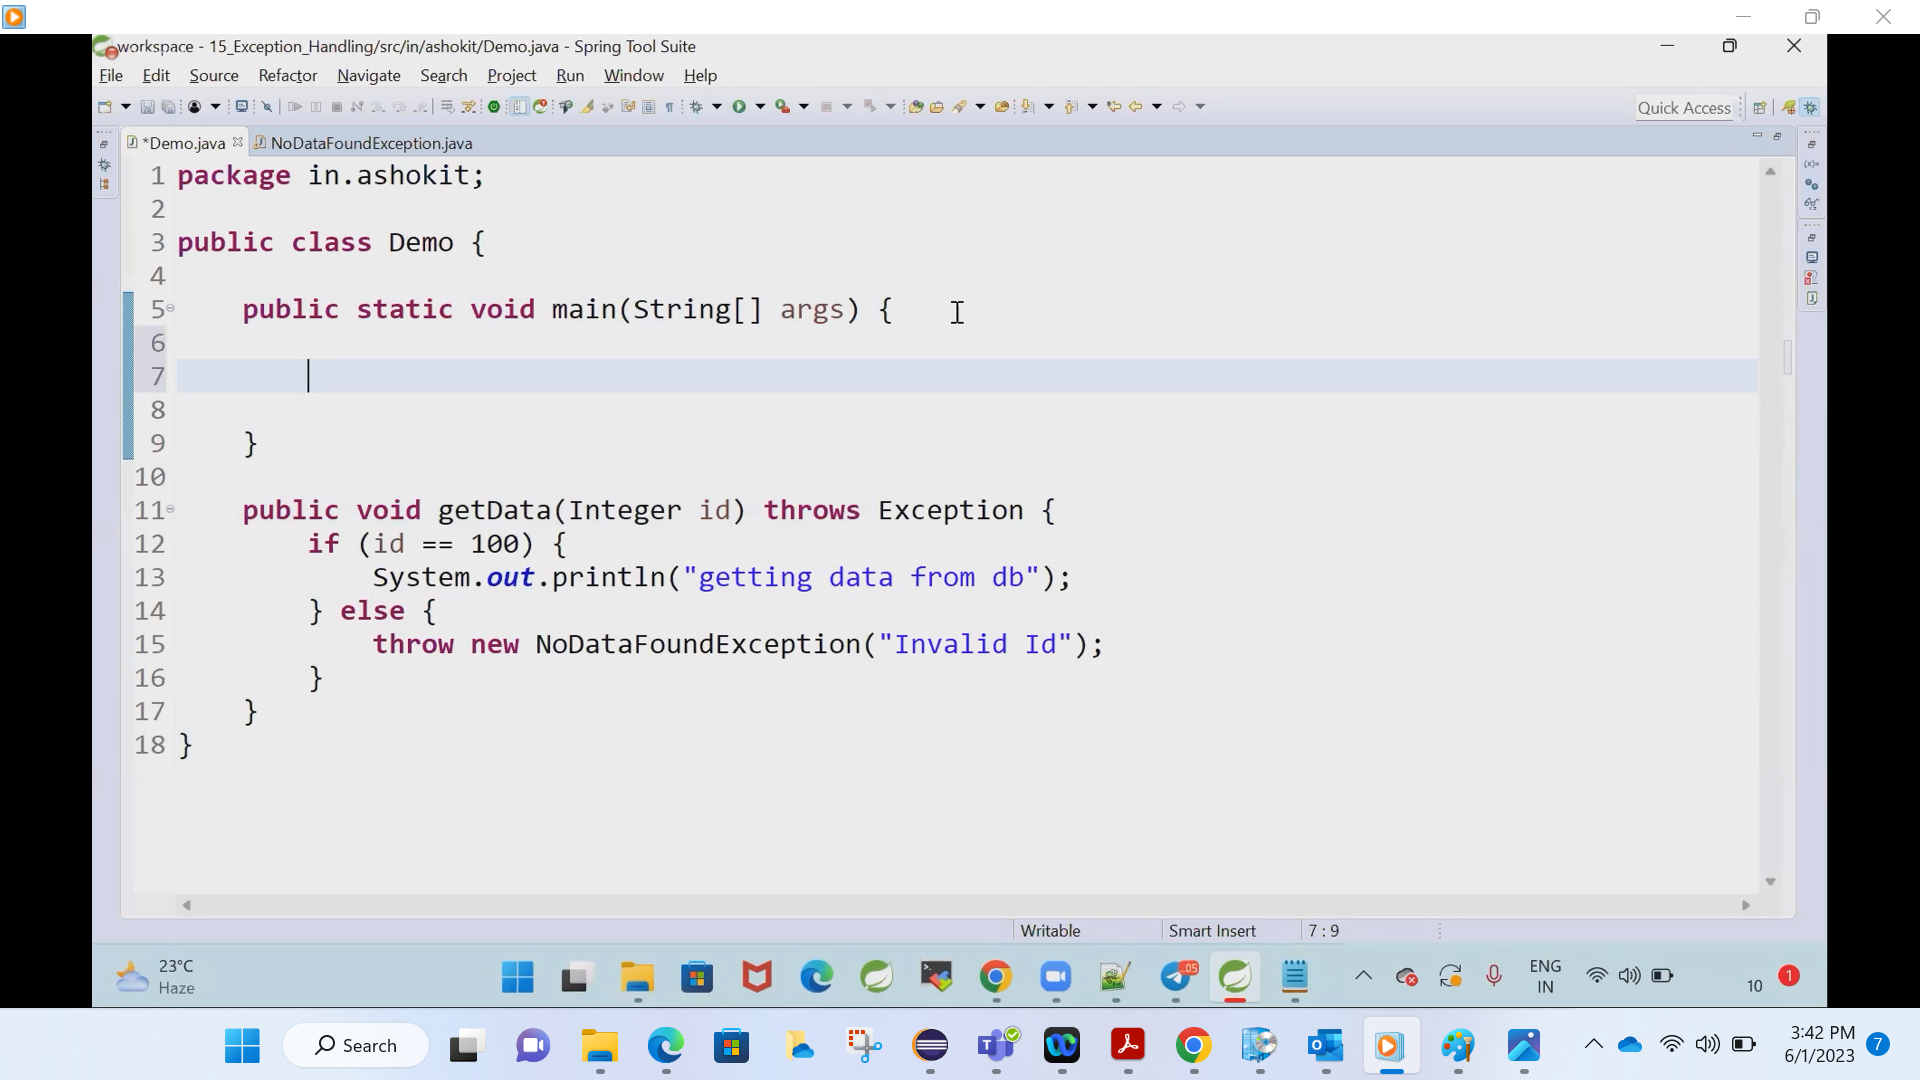 workspace - 15_Exception_Handling/src/in/ashokit/Demo.java - Spring Tool Suite
File Edit Source Refactor Navigate Search Project Run Window Help
Quick Access
*Demo.java NoDataFoundException.java
1 package in.ashokit;
2
3 public class Demo {
4
5 public static void main(String[] args) {
6
7
8
9 }
10
11 public void getData(Integer id) throws Exception {
12 if (id == 100) {
13 System.out.println("getting data from db");
14 } else {
15 throw new NoDataFoundException("Invalid Id");
16 }
17 }
18 }
Writable Smart Insert 7 : 9
23°C
Haze
.05
ENG
IN
10 1
Search
3:42 PM
6/1/2023
7